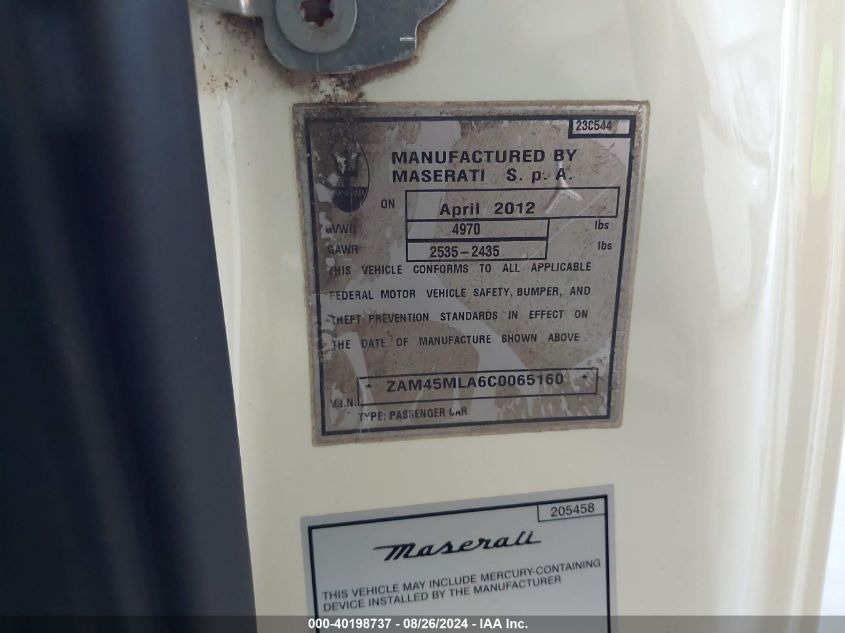 230544
MANUFACTURED BY
MASERATI S. p. A.
ON April 2012
GVWR 4970 lbs
GAWR 2535-2435 lbs
THIS VEHICLE CONFORMS TO ALL APPLICABLE
FEDERAL MOTOR VEHICLE SAFETY, BUMPER, AND
THEFT PREVENTION STANDARDS IN EFFECT ON
THE DATE OF MANUFACTURE SHOWN ABOVE
V.I.N. * ZAM45MLA6C0065160 *
TYPE: PASSENGER CAR
205458
Maserati
THIS VEHICLE MAY INCLUDE MERCURY-CONTAINING
DEVICE INSTALLED BY THE MANUFACTURER
000-40198737 - 08/26/2024 - IAA Inc.